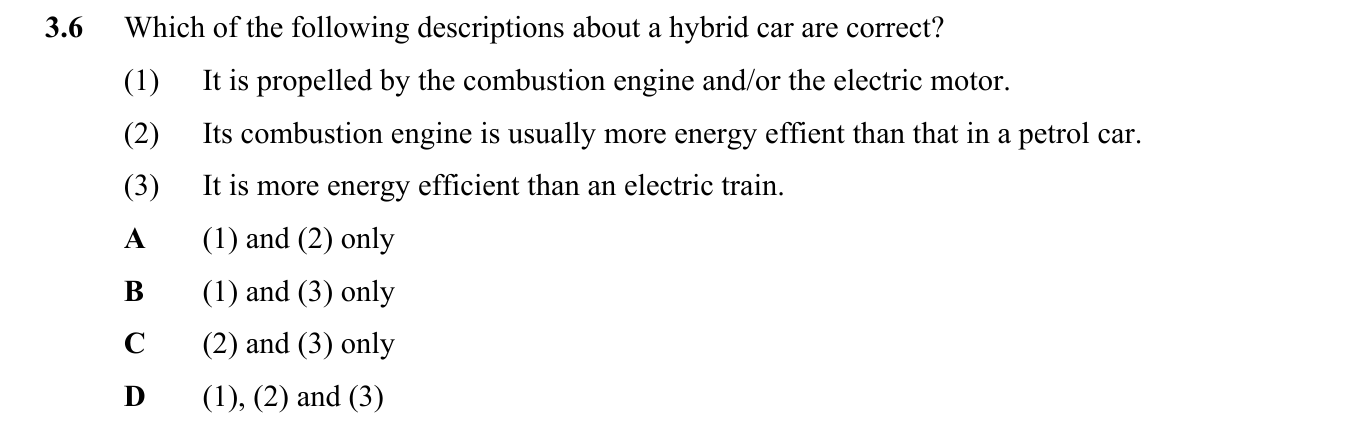 3.6 Which of the following descriptions about a hybrid car are correct?
(1) It is propelled by the combustion engine and/or the electric motor.
(2) Its combustion engine is usually more energy effient than that in a petrol car.
(3) It is more energy efficient than an electric train.
A (1) and (2) only
B (1) and (3) only
C (2) and (3) only
D (1), (2) and (3)